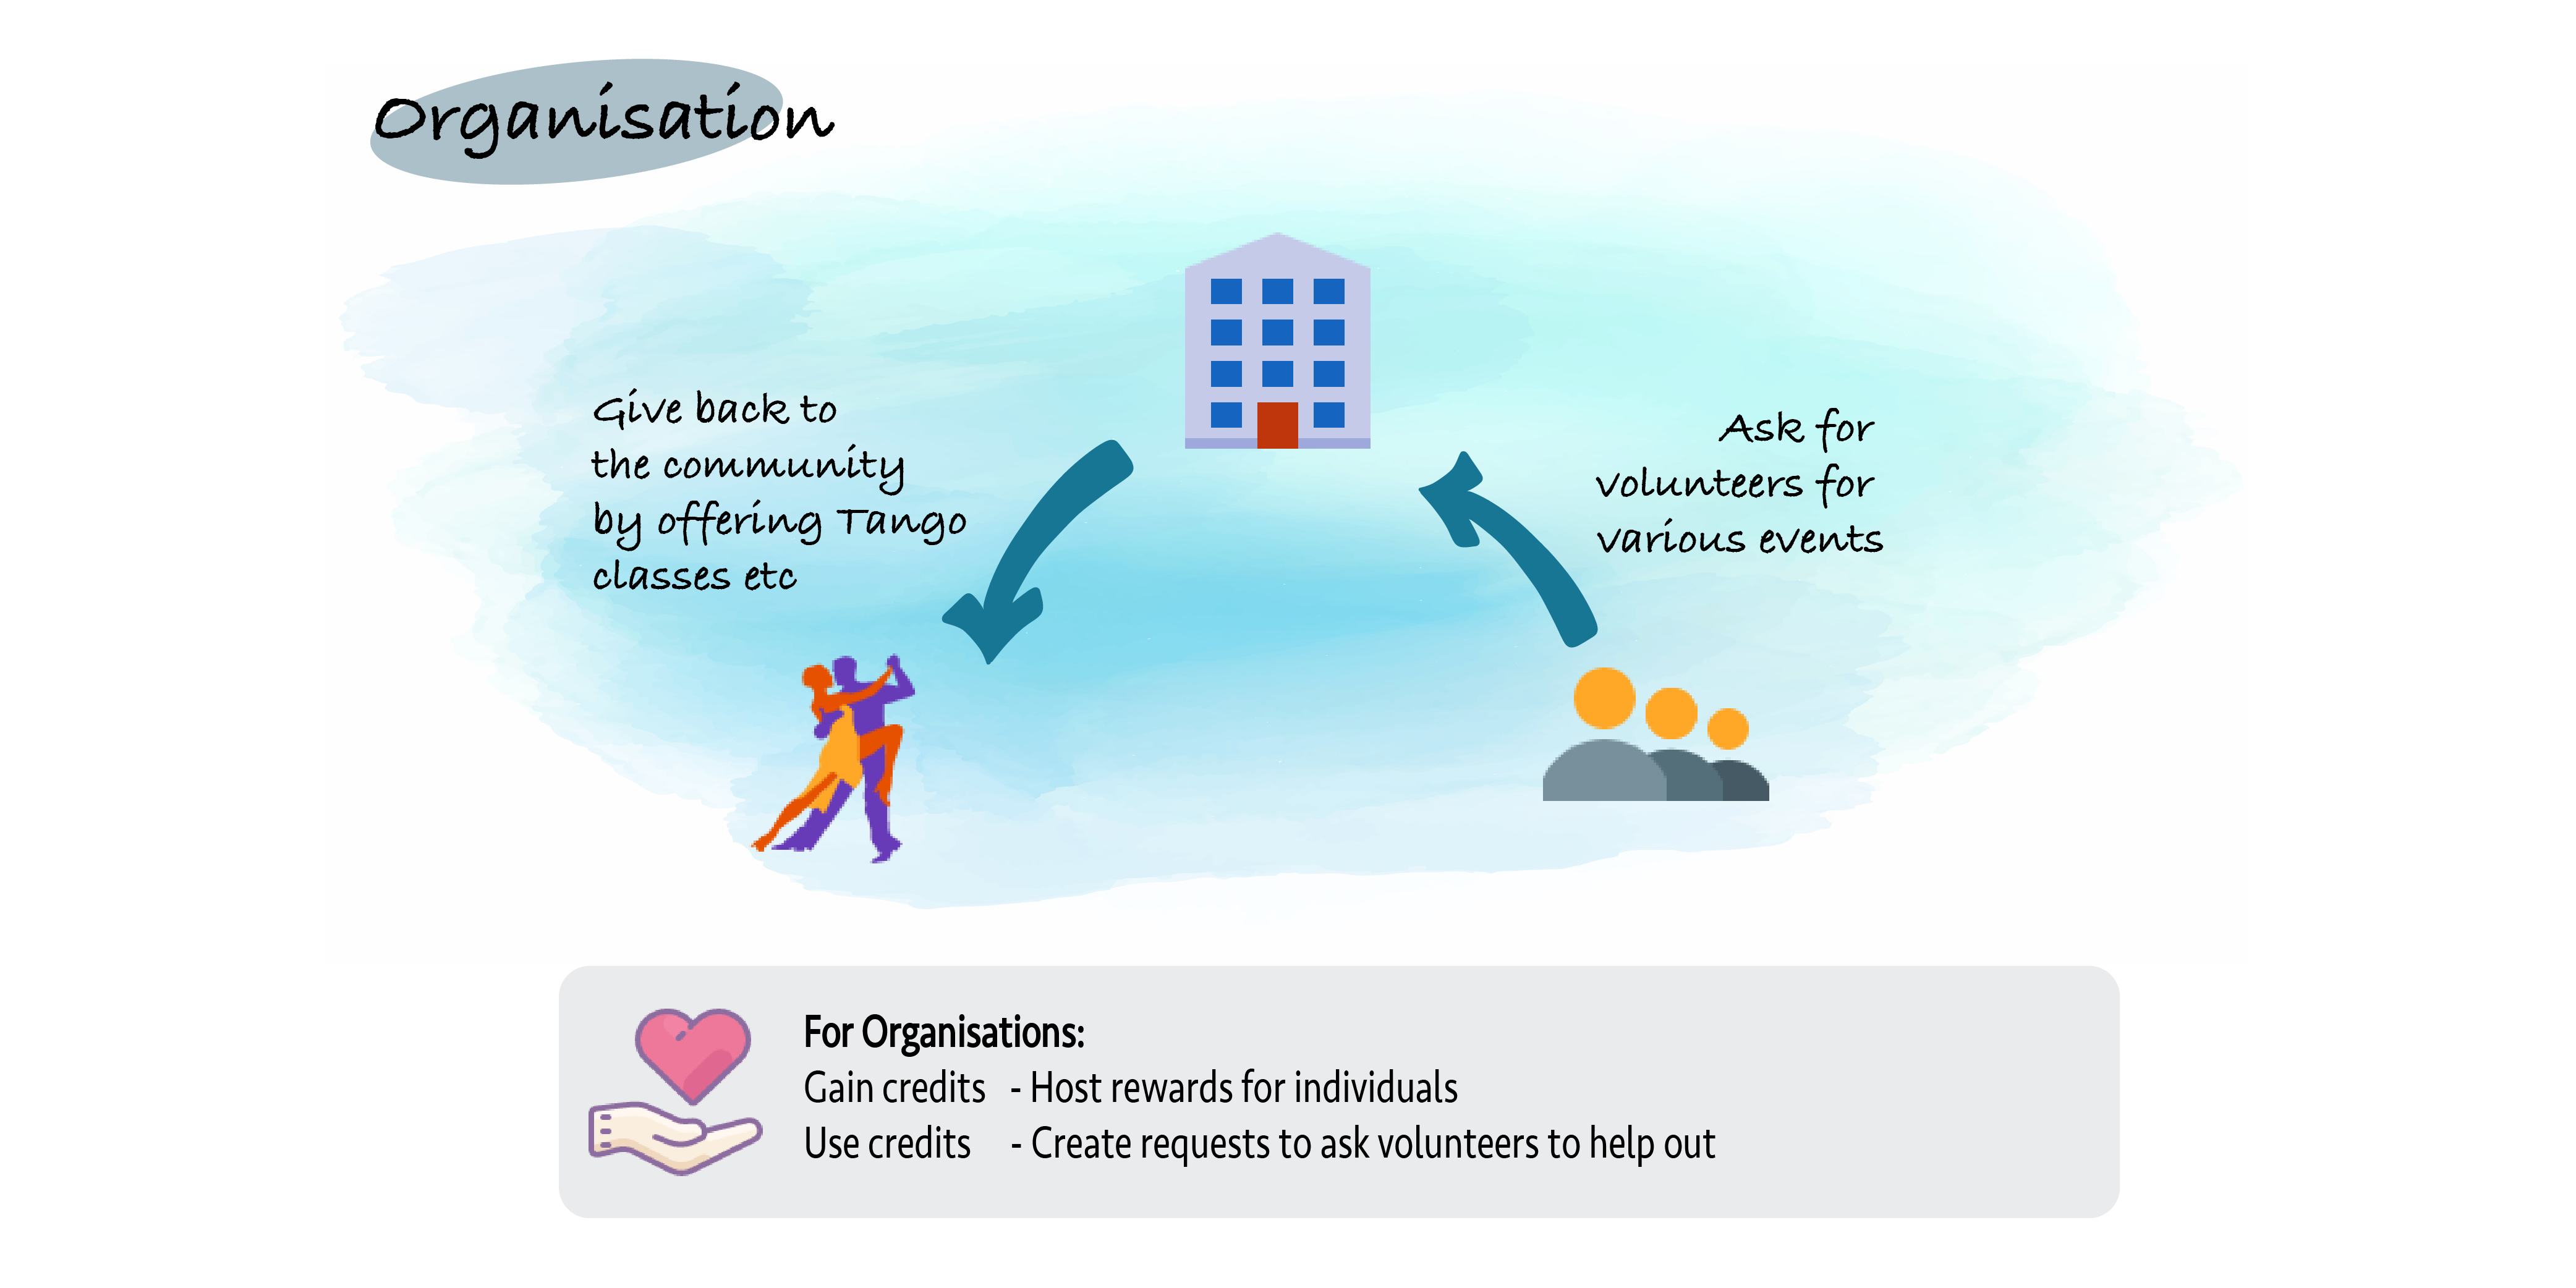 Organisation
Give back to
the community
by offering Tango
classes etc
Ask for
volunteers for
various events
For Organisations:
Gain credits - Host rewards for individuals
Use credits - Create requests to ask volunteers to help out